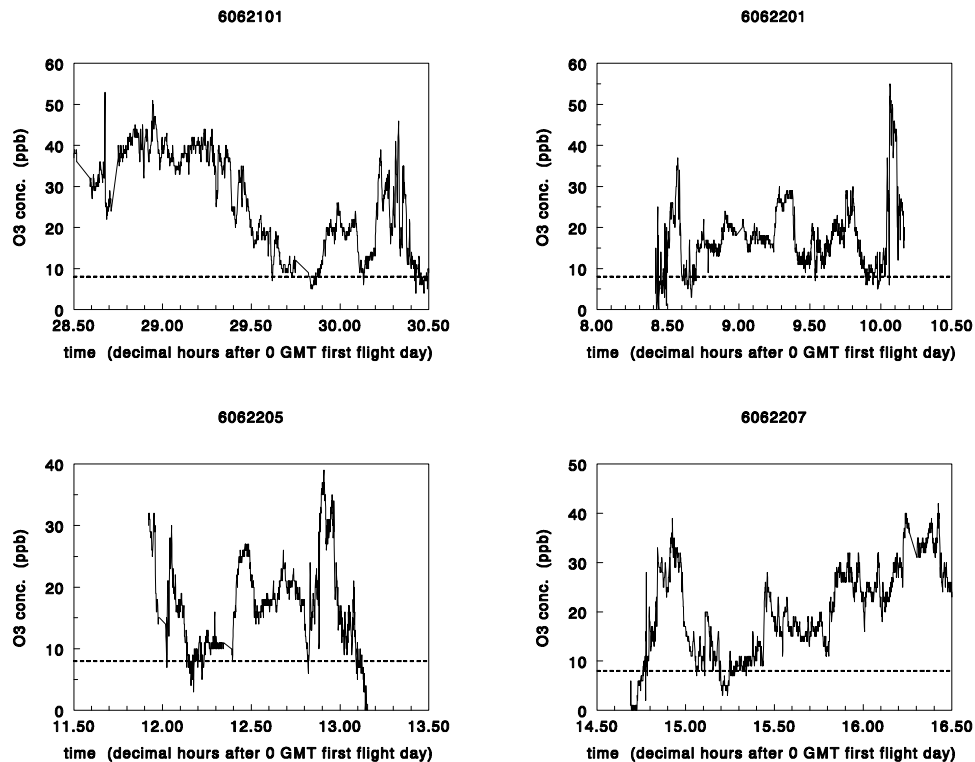 6062101
6062201
O3 conc. (ppb)
60
50
40
30
20
10
0
28.50 29.00 29.50 30.00 30.50
time (decimal hours after 0 GMT first flight day)
O3 conc. (ppb)
60
50
40
30
20
10
0
8.00 8.50 9.00 9.50 10.00 10.50
time (decimal hours after 0 GMT first flight day)
6062205
6062207
O3 conc. (ppb)
40
30
20
10
0
11.50 12.00 12.50 13.00 13.50
time (decimal hours after 0 GMT first flight day)
O3 conc. (ppb)
50
40
30
20
10
0
14.50 15.00 15.50 16.00 16.50
time (decimal hours after 0 GMT first flight day)